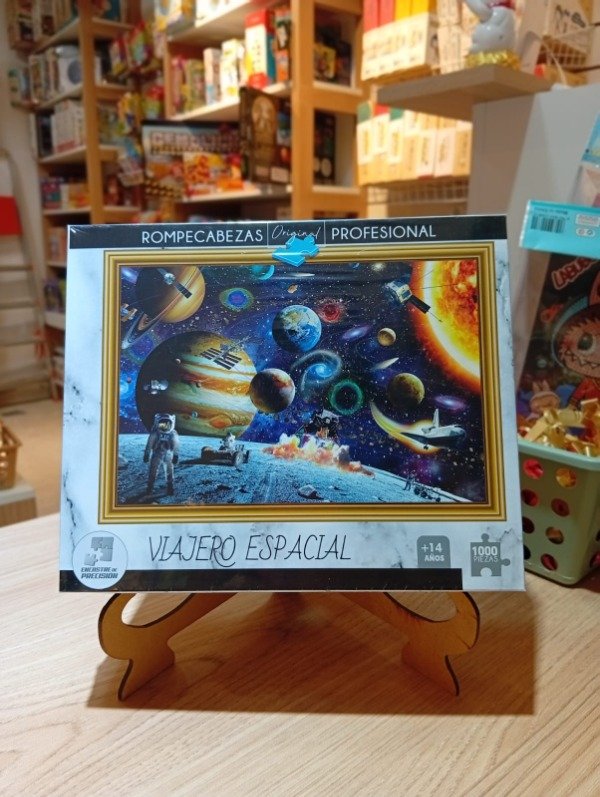 ROMPECABEZAS Original PROFESIONAL
VIAJERO ESPACIAL
ENCASTRE DE
PRECISIÓN
+14
AÑOS
1000
PIEZAS